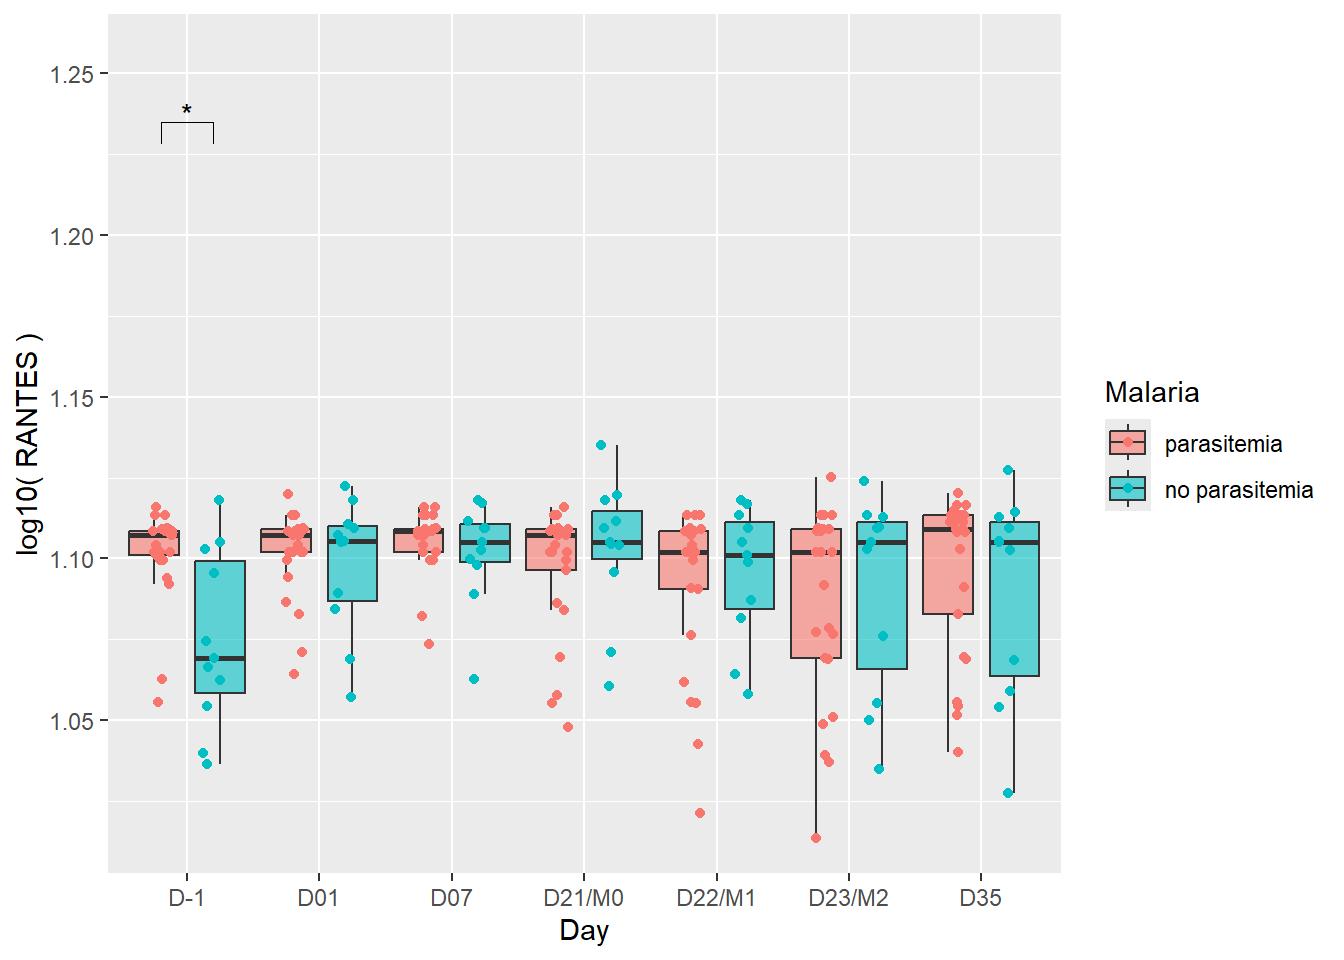 1.25
1.20
1.15
1.10
1.05
*
log10( RANTES )
D-1 D01 D07 D21/M0 D22/M1 D23/M2 D35
Day
Malaria
parasitemia
no parasitemia